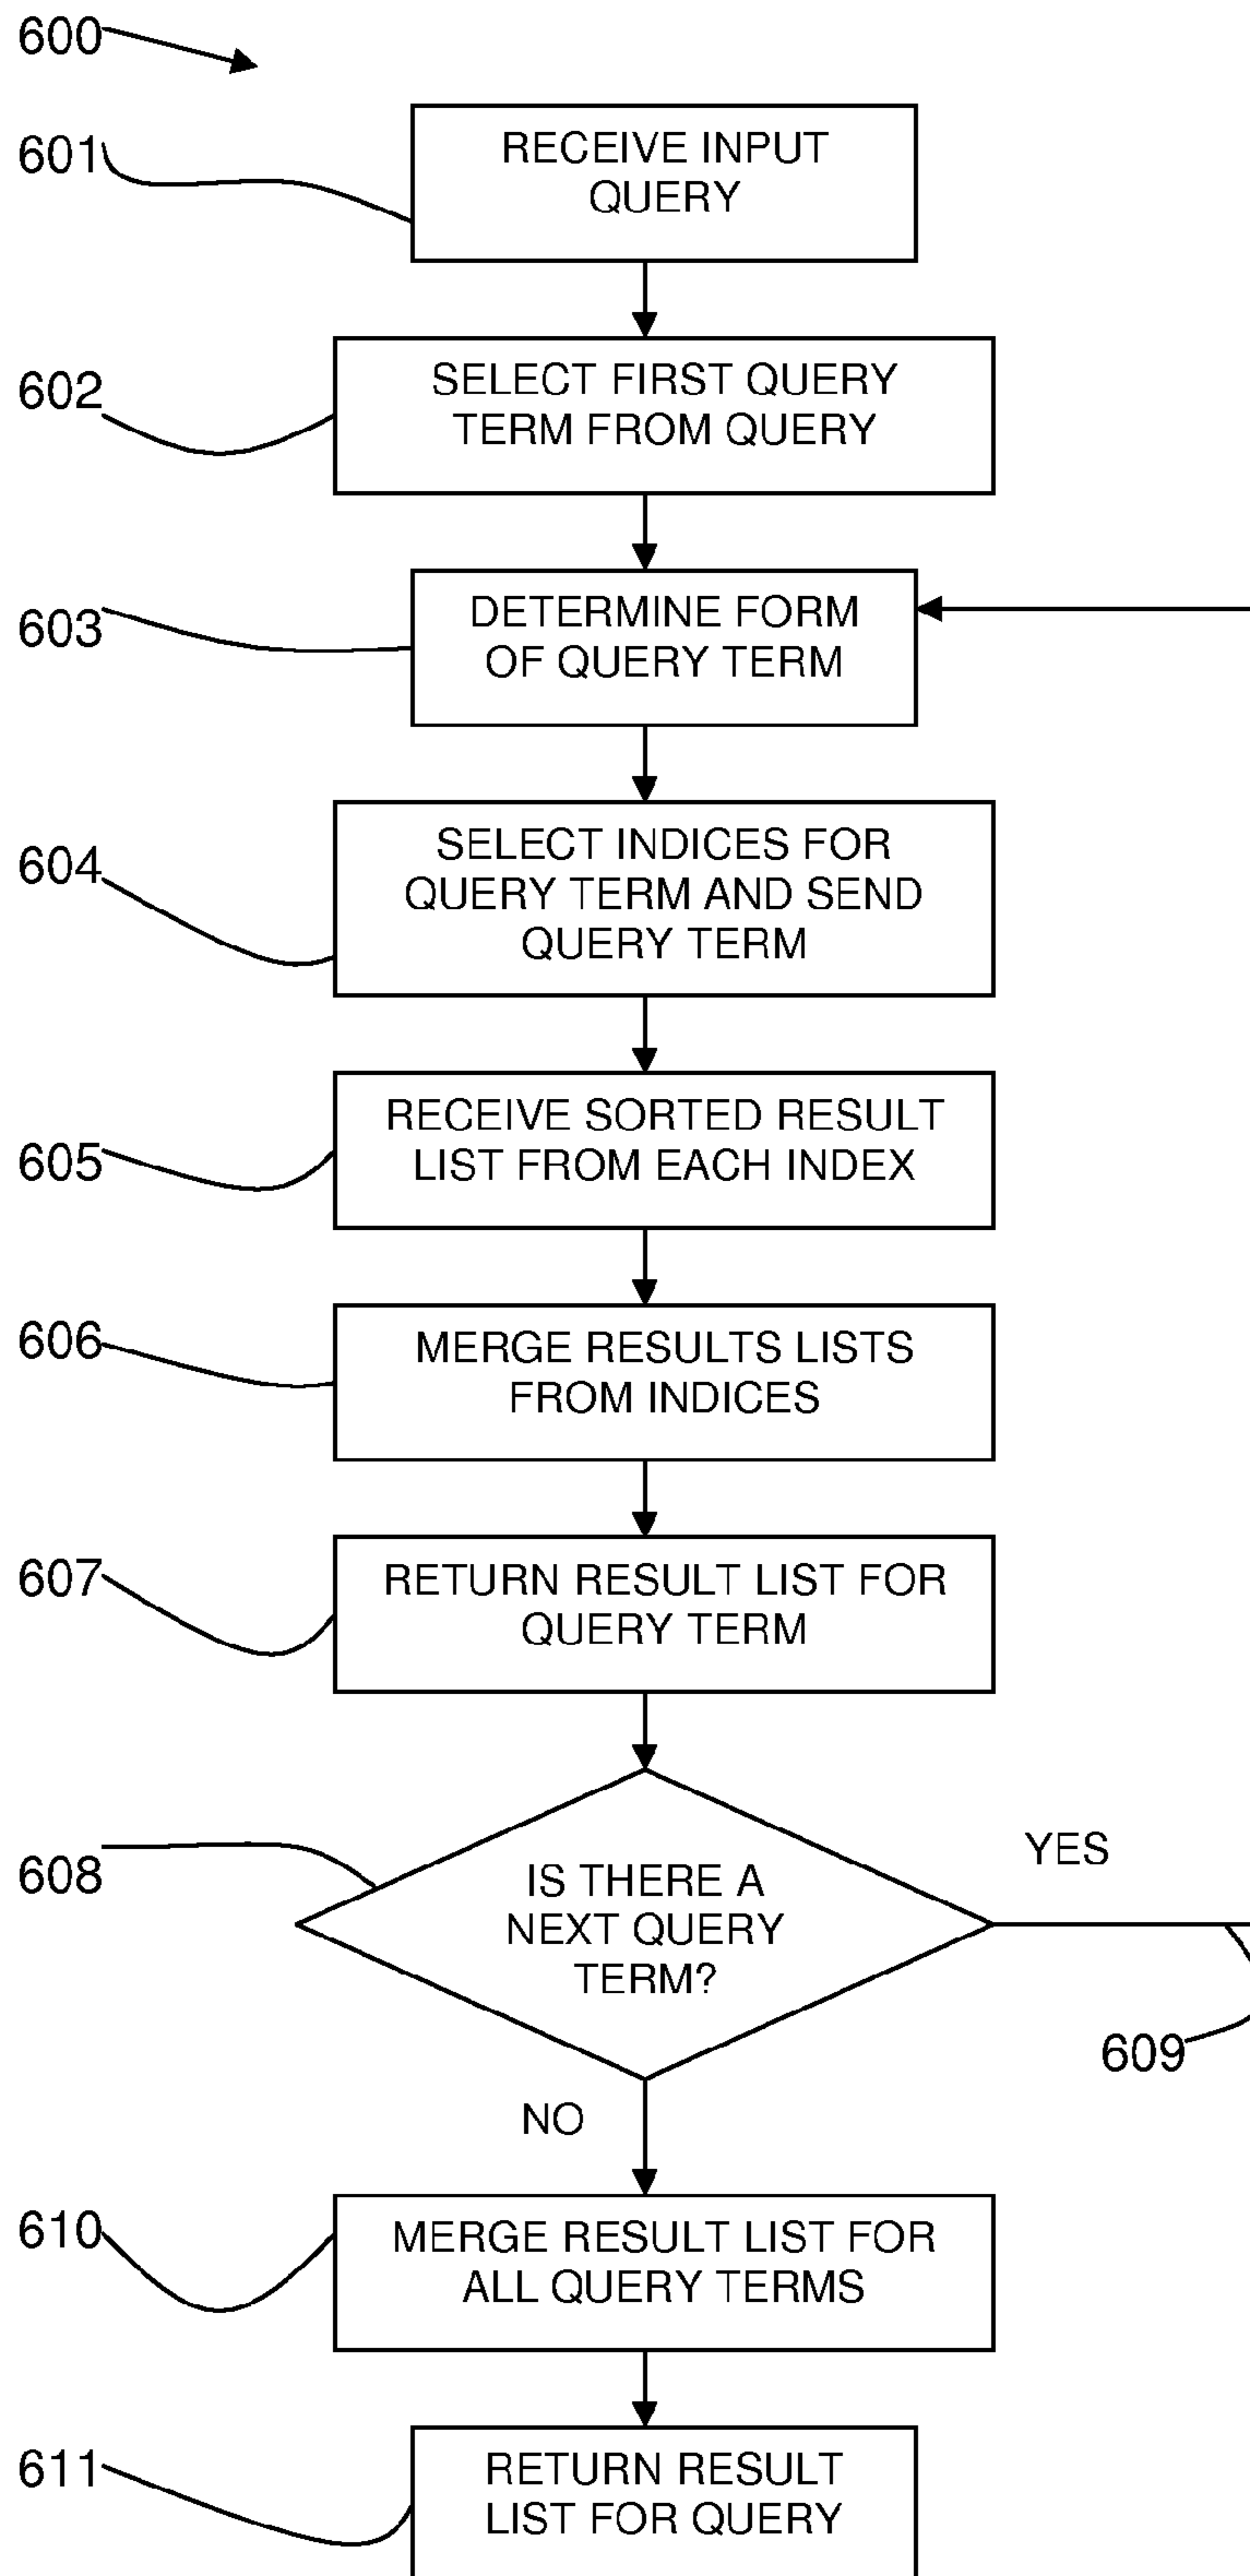 600
601
RECEIVE INPUT
QUERY
602
SELECT FIRST QUERY
TERM FROM QUERY
603
DETERMINE FORM
OF QUERY TERM
604
SELECT INDICES FOR
QUERY TERM AND SEND
QUERY TERM
605
RECEIVE SORTED RESULT
LIST FROM EACH INDEX
606
MERGE RESULTS LISTS
FROM INDICES
607
RETURN RESULT LIST FOR
QUERY TERM
608
IS THERE A
NEXT QUERY
TERM?
YES
609
NO
610
MERGE RESULT LIST FOR
ALL QUERY TERMS
611
RETURN RESULT
LIST FOR QUERY